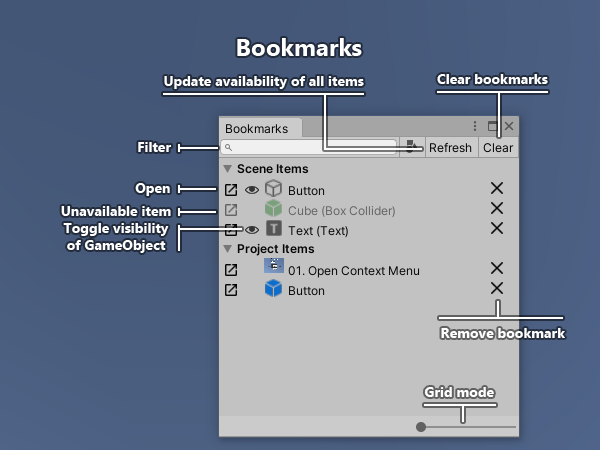 Bookmarks
Update availability of all items
Clear bookmarks
Bookmarks
Filter
Refresh
Clear
Scene Items
Open
Button
Unavailable item
Cube (Box Collider)
Toggle visibility
of GameObject
T Text (Text)
Project Items
01. Open Context Menu
Button
Remove bookmark
Grid mode